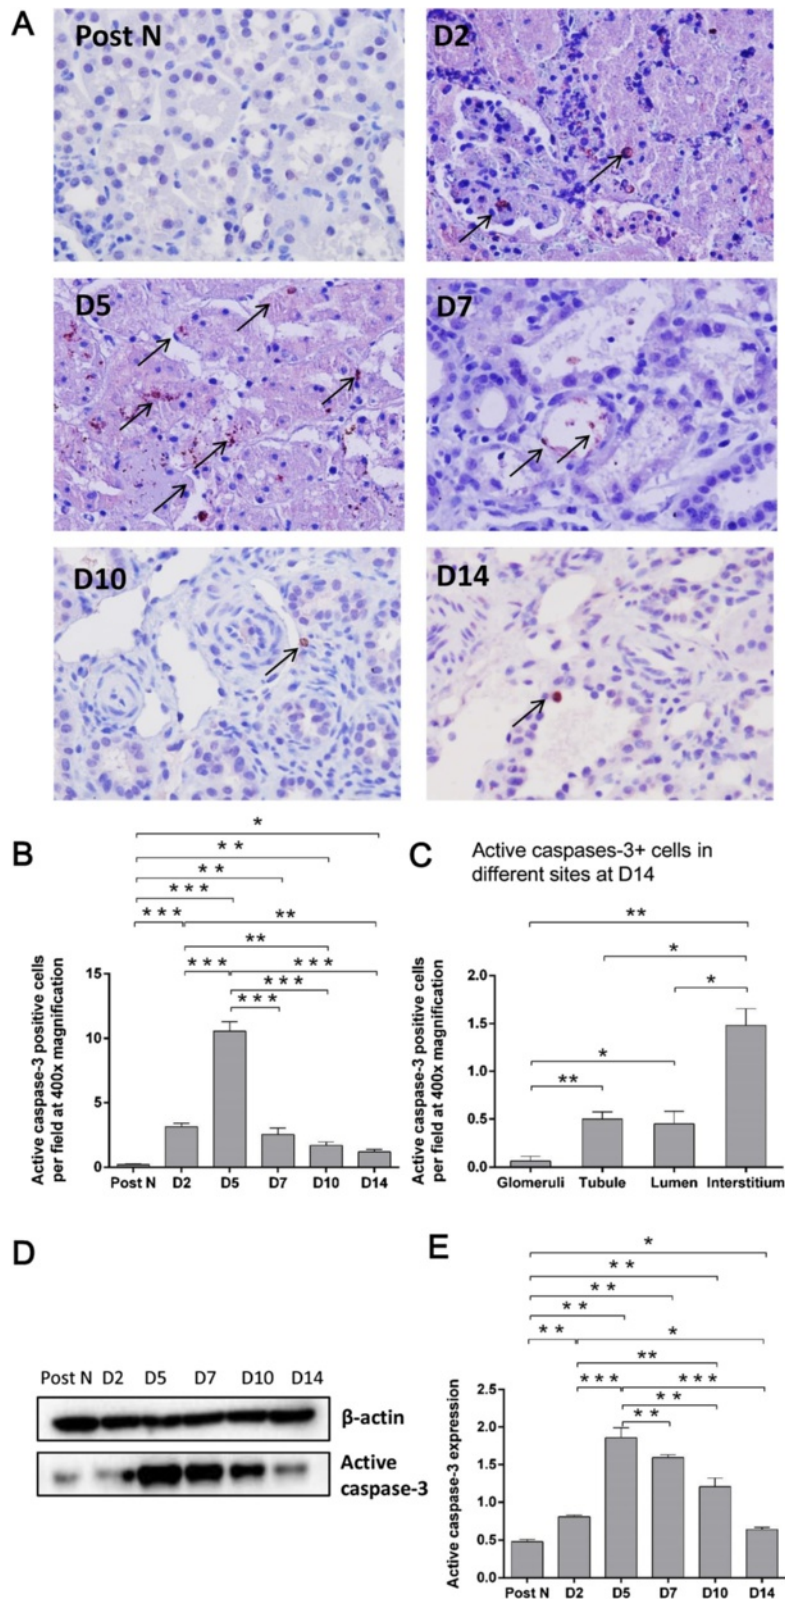 A
Post N
D2
D5
D7
D10
D14
B
*
* *
* *
* * *
* * *
**
**
* * *
* * *
* * *
* * *
Active caspase-3 positive cells
per field at 400x magnification
15
10
5
0
Post N D2 D5 D7 D10 D14
C
Active caspases-3+ cells in
different sites at D14
**
*
*
*
**
Active caspase-3 positive cells
per field at 400x magnification
2.0
1.5
1.0
0.5
0.0
Glomeruli Tubule Lumen Interstitium
D
Post N D2 D5 D7 D10 D14
β-actin
Active
caspase-3
E
*
* *
* *
* *
* *
*
**
* * *
* * *
* *
* *
Active caspase-3 expression
2.5
2.0
1.5
1.0
0.5
0.0
Post N D2 D5 D7 D10 D14